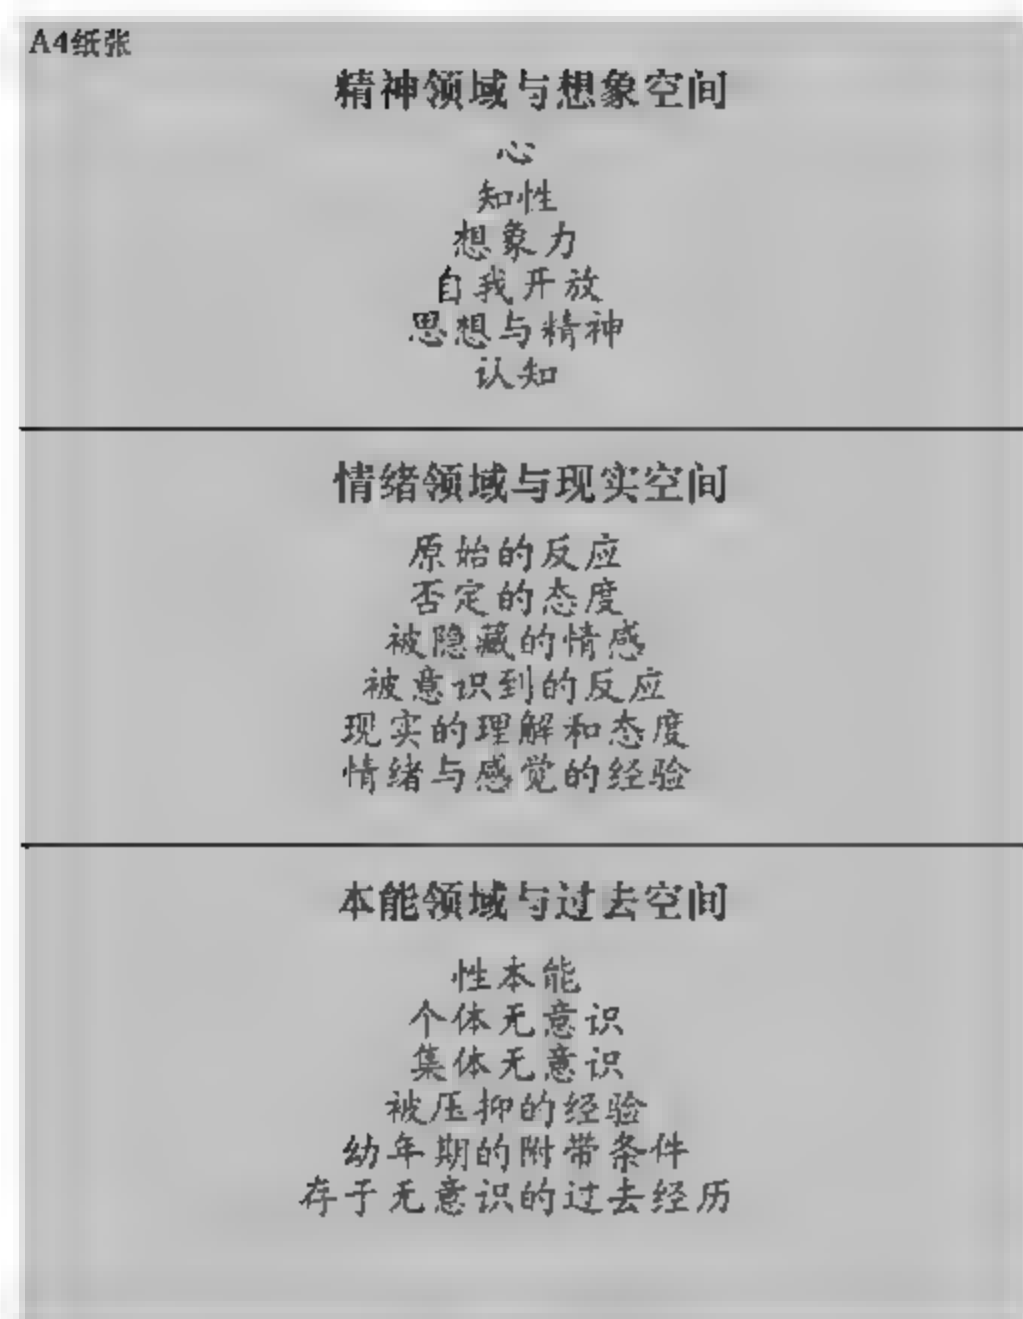 A4纸张
精神领域与想象空间
心
知性
想象力
自我开放
思想与精神
认知
情绪领域与现实空间
原始的反应
否定的态度
被隐藏的情感
被意识到的反应
现实的理解和态度
情绪与感觉的经验
本能领域与过去空间
性本能
个体无意识
集体无意识
被压抑的经验
幼年期的附带条件
存于无意识的过去经历